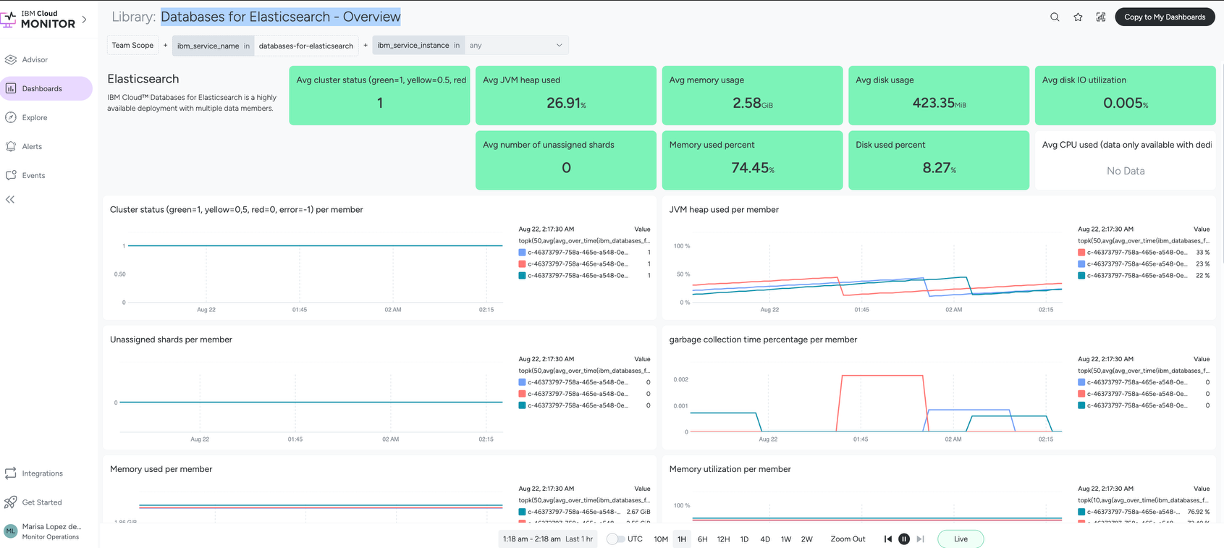 IBM Cloud
MONITOR
Library: Databases for Elasticsearch - Overview
Copy to My Dashboards
Team Scope + ibm_service_name in databases-for-elasticsearch + ibm_service_instance in any
Advisor
Dashboards
Explore
Alerts
Events
Integrations
Get Started
ML
Marisa Lopez de...
Monitor Operations
Elasticsearch
IBM Cloud™ Databases for Elasticsearch is a highly
available deployment with multiple data members.
Avg cluster status (green=1, yellow=0.5, red
1
Avg JVM heap used
26.91%
Avg memory usage
2.58GiB
Avg disk usage
423.35MiB
Avg disk IO utilization
0.005%
Avg number of unassigned shards
0
Memory used percent
74.45%
Disk used percent
8.27%
Avg CPU used (data only available with dedi
No Data
Cluster status (green=1, yellow=0,5, red=0, error=-1) per member
1
0.50
0
Aug 22 01:45 02 AM 02:15
Aug 22, 2:17:30 AM Value
topk(50,avg(avg_over_time(ibm_databases_f...
c-46373797-758a-465e-a548-0e... 1
c-46373797-758a-465e-a548-0e... 1
c-46373797-758a-465e-a548-0e... 1
JVM heap used per member
100 %
50 %
0 %
Aug 22 01:45 02 AM 02:15
Aug 22, 2:17:30 AM Value
topk(50,avg(avg_over_time(ibm_databases_f...
c-46373797-758a-465e-a548-0e... 33 %
c-46373797-758a-465e-a548-0e... 23 %
c-46373797-758a-465e-a548-0e... 22 %
Unassigned shards per member
0
Aug 22 01:45 02 AM 02:15
Aug 22, 2:17:30 AM Value
topk(50,avg(avg_over_time(ibm_databases_f...
c-46373797-758a-465e-a548-0e... 0
c-46373797-758a-465e-a548-0e... 0
c-46373797-758a-465e-a548-0e... 0
garbage collection time percentage per member
0.002
0.001
0
Aug 22 01:45 02 AM 02:15
Aug 22, 2:17:30 AM Value
topk(50,avg(avg_over_time(ibm_databases_f...
c-46373797-758a-465e-a548-0e... 0
c-46373797-758a-465e-a548-0e... 0
c-46373797-758a-465e-a548-0e... 0
Memory used per member
Aug 22, 2:17:30 AM Value
topk(50,avg(avg_over_time(ibm_databases_f...
c-46373797-758a-465e-a548-... 2.67 GiB
Memory utilization per member
100 %
Aug 22, 2:17:30 AM Value
topk(10,avg(avg_over_time(ibm_databases_f...
c-46373797-758a-465e-a548-0... 76.92 %
1:18 am - 2:18 am Last 1 hr UTC 10M 1H 6H 12H 1D 4D 1W 2W Zoom Out Live